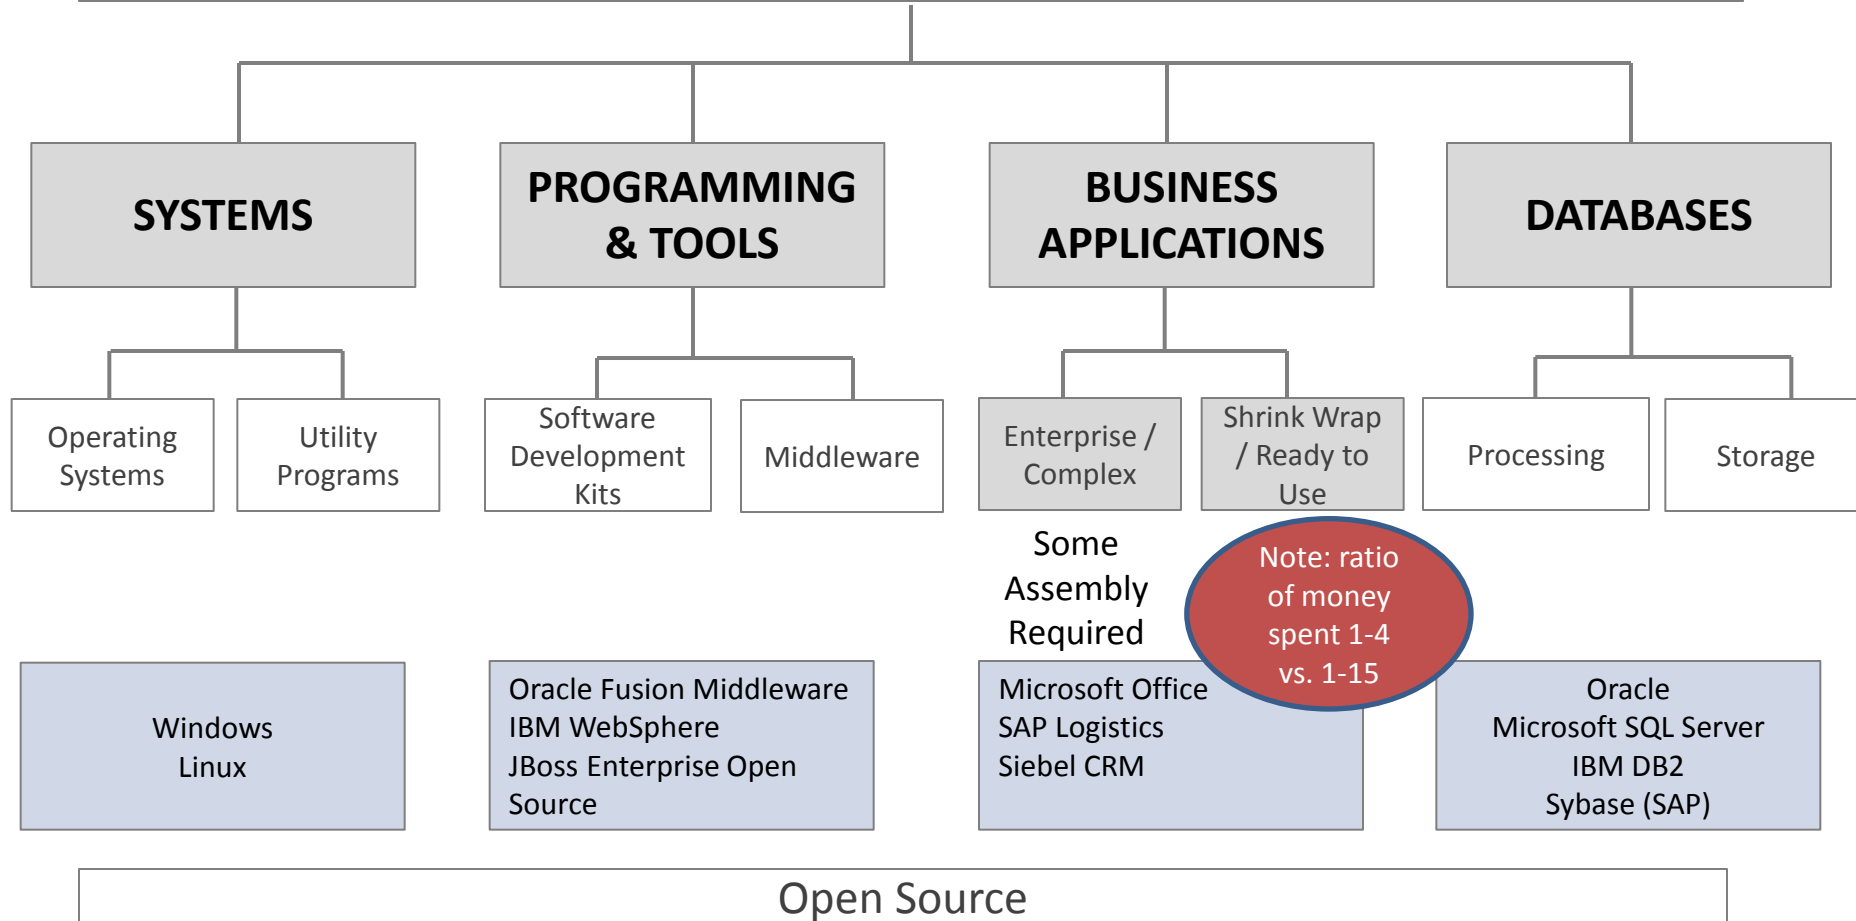 SYSTEMS
PROGRAMMING
& TOOLS
BUSINESS
APPLICATIONS
DATABASES
Operating
Systems
Utility
Programs
Software
Development
Kits
Middleware
Enterprise /
Complex
Shrink Wrap
/ Ready to
Use
Processing
Storage
Some
Assembly
Required
Note: ratio
of money
spent 1-4
vs. 1-15
Windows
Linux
Oracle Fusion Middleware
IBM WebSphere
JBoss Enterprise Open
Source
Microsoft Office
SAP Logistics
Siebel CRM
Oracle
Microsoft SQL Server
IBM DB2
Sybase (SAP)
Open Source